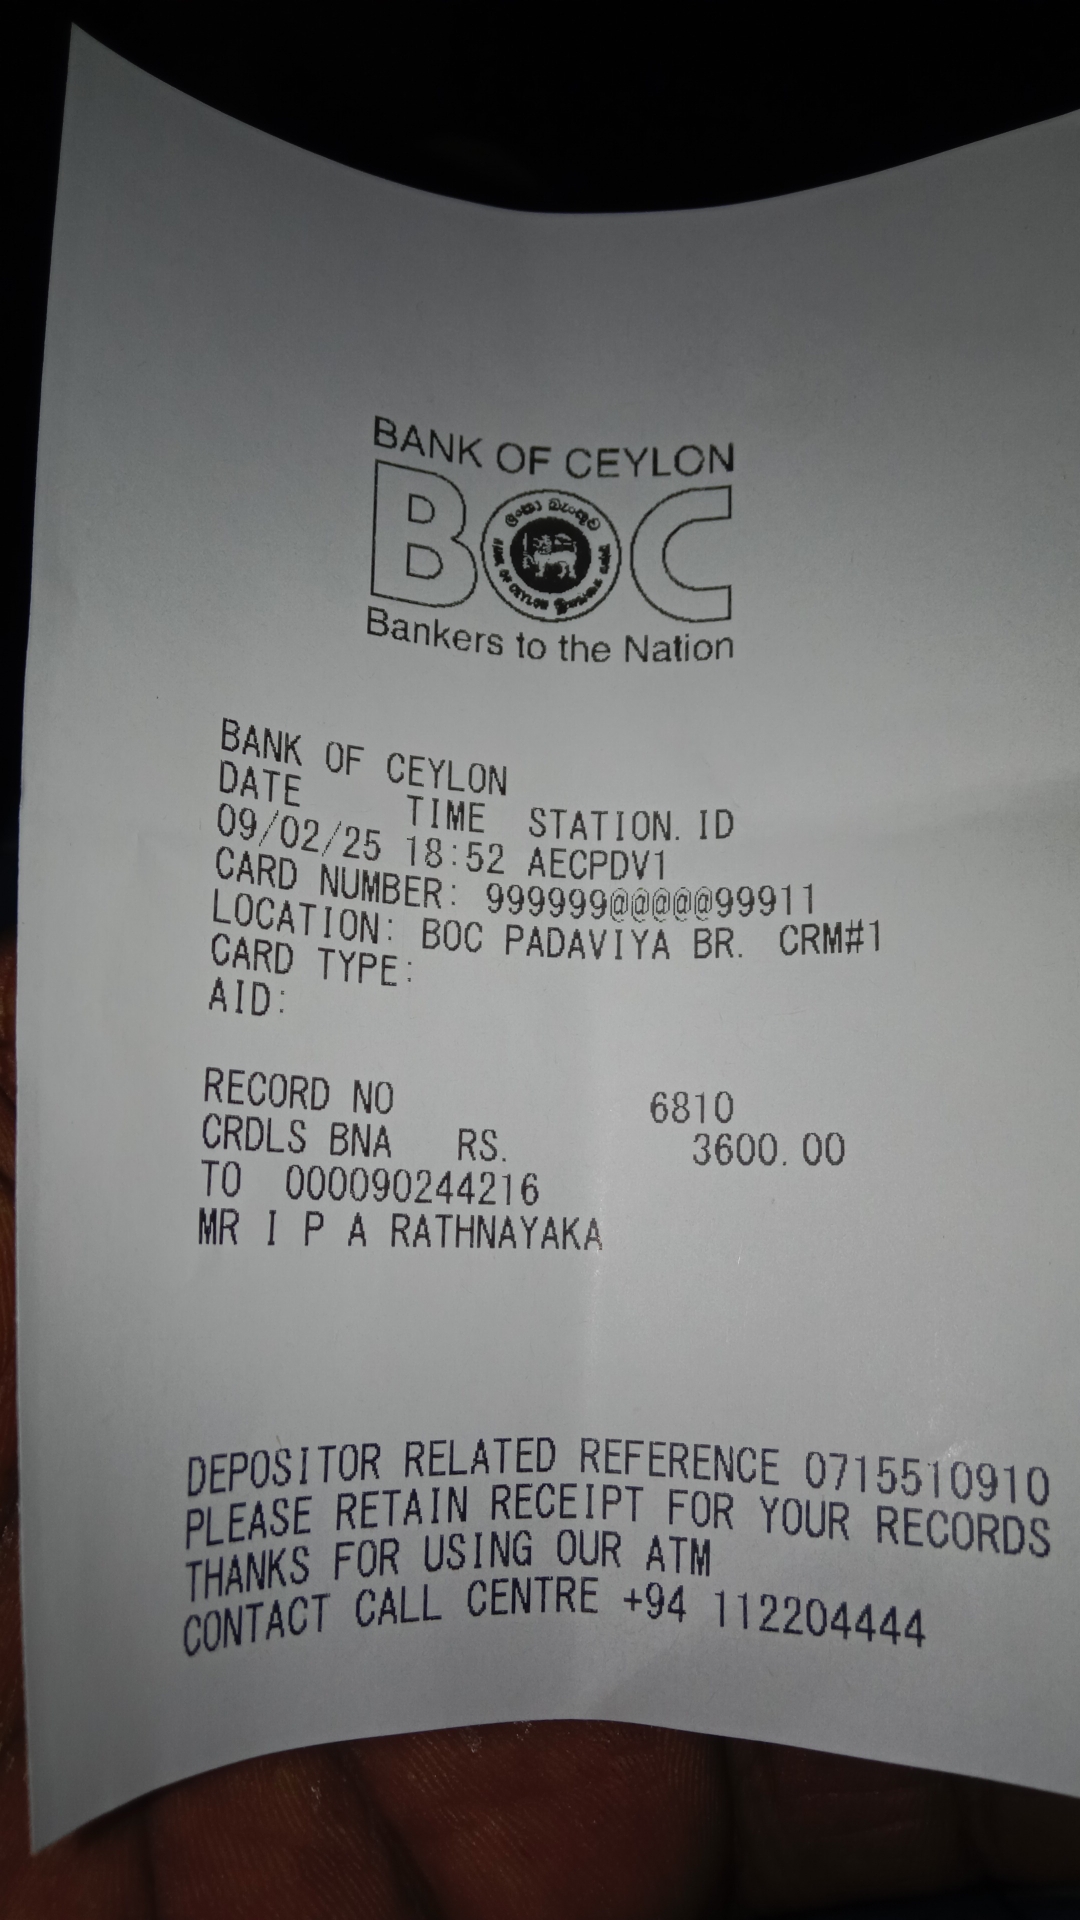 BANK OF CEYLON
BOC
ලංකා බැංකුව
BANK OF CEYLON
Bankers to the Nation
BANK OF CEYLON
DATE TIME STATION. ID
09/02/25 18:52 AECPDV1
CARD NUMBER: 999999@@@@@99911
LOCATION: BOC PADAVIYA BR. CRM#1
CARD TYPE:
AID:
RECORD NO 6810
CRDLS BNA RS. 3600.00
TO 000090244216
MR I P A RATHNAYAKA
DEPOSITOR RELATED REFERENCE 0715510910
PLEASE RETAIN RECEIPT FOR YOUR RECORDS
THANKS FOR USING OUR ATM
CONTACT CALL CENTRE +94 112204444